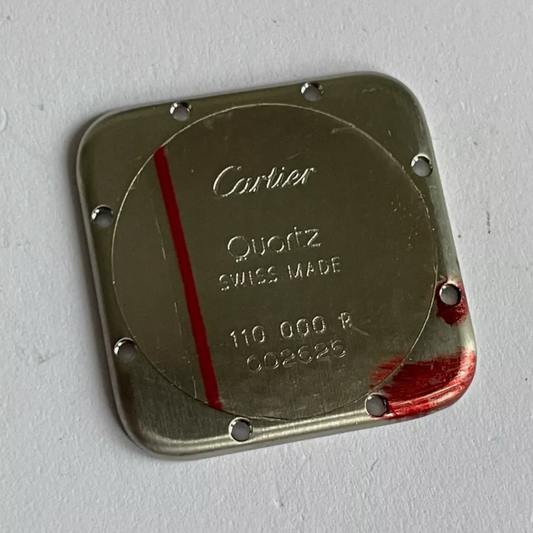 Cartier
Quartz
SWISS MADE
110 000 R
002626